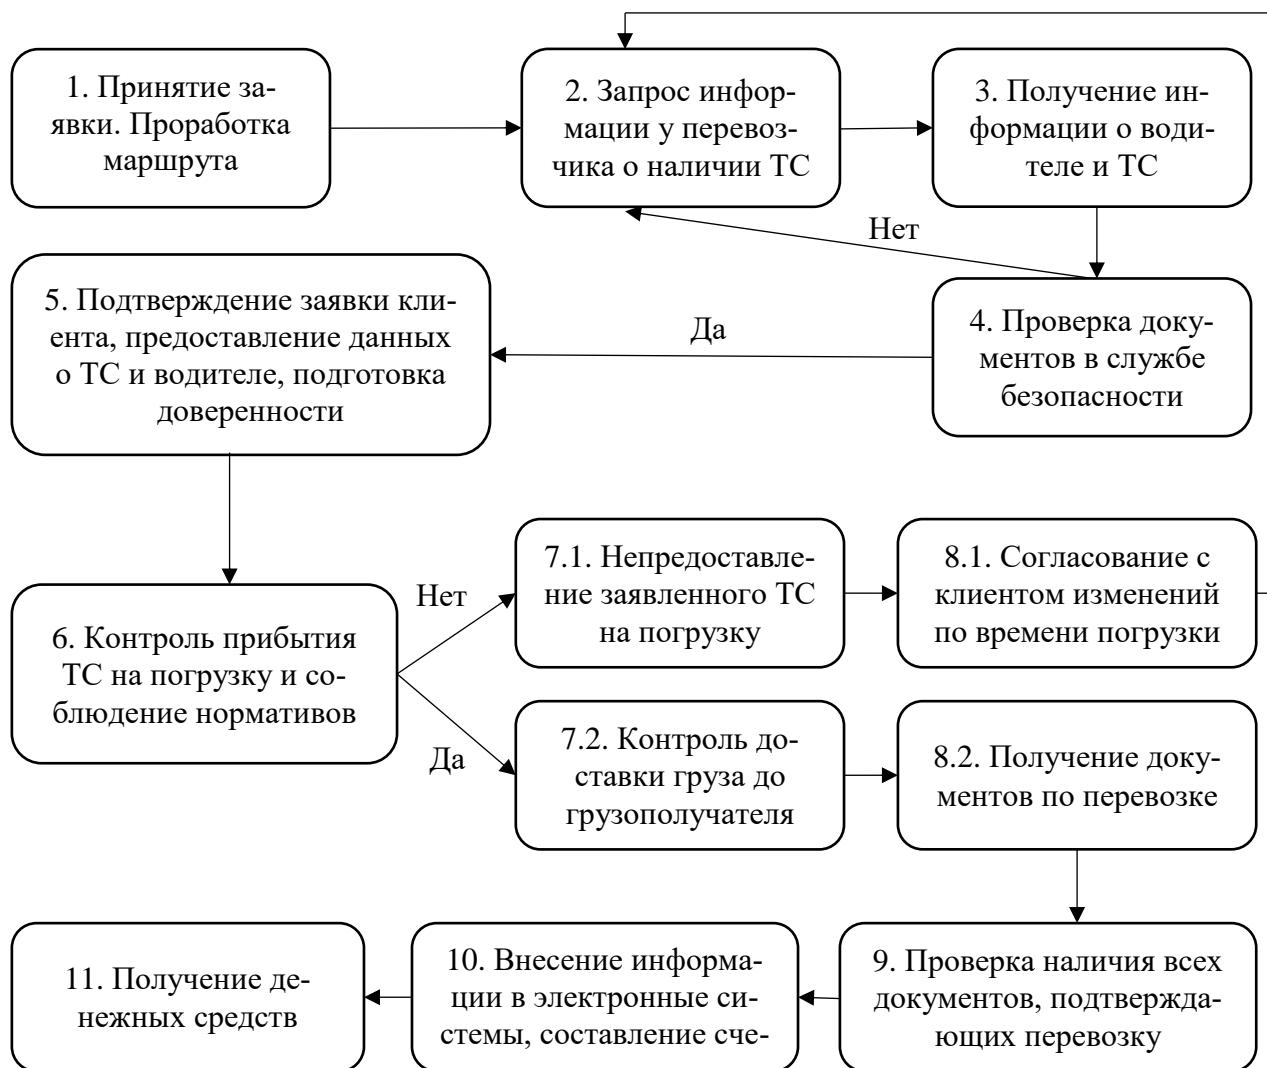 1. Принятие за-
явки. Проработка
маршрута
2. Запрос инфор-
мации у перевоз-
чика о наличии ТС
3. Получение ин-
формации о води-
теле и ТС
Нет
4. Проверка доку-
ментов в службе
безопасности
Да
5. Подтверждение заявки кли-
ента, предоставление данных
о ТС и водителе, подготовка
доверенности
6. Контроль прибытия
ТС на погрузку и со-
блюдение нормативов
Нет
7.1. Непредоставле-
ние заявленного ТС
на погрузку
8.1. Согласование с
клиентом изменений
по времени погрузки
Да
7.2. Контроль до-
ставки груза до
грузополучателя
8.2. Получение доку-
ментов по перевозке
9. Проверка наличия всех
документов, подтвержда-
ющих перевозку
10. Внесение информа-
ции в электронные си-
стемы, составление сче-
11. Получение де-
нежных средств